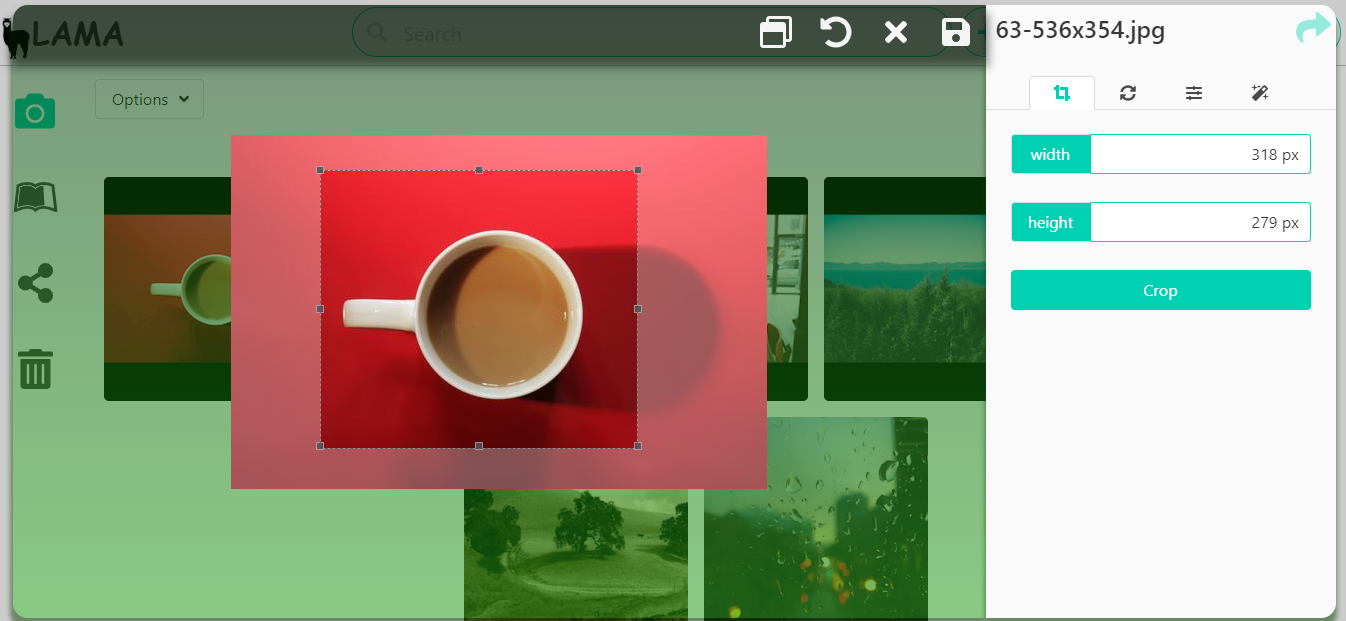 LAMA
Search
63-536x354.jpg
Options
width
318 px
height
279 px
Crop